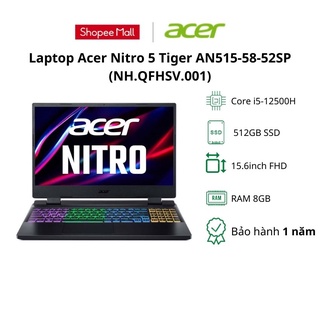 Shopee Mall
acer
Laptop Acer Nitro 5 Tiger AN515-58-52SP
(NH.QFHSV.001)
Core i5-12500H
SSD
512GB SSD
acer
NITRO
15.6inch FHD
RAM
RAM 8GB
Bảo hành 1 năm